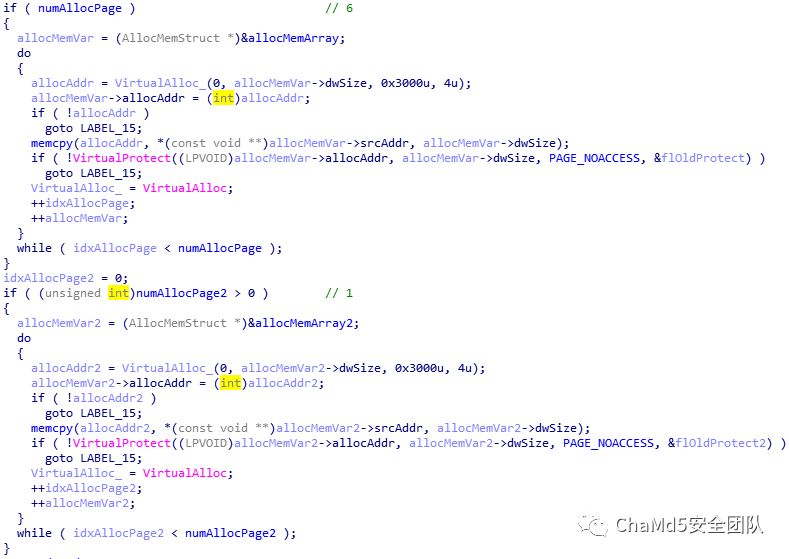 if ( numAllocPage )                           // 6
{
  allocMemVar = (AllocMemStruct *)&allocMemArray;
  do
  {
    allocAddr = VirtualAlloc_(0, allocMemVar->dwSize, 0x3000u, 4u);
    allocMemVar->allocAddr = (int)allocAddr;
    if ( !allocAddr )
      goto LABEL_15;
    memcpy(allocAddr, *(const void **)allocMemVar->srcAddr, allocMemVar->dwSize);
    if ( !VirtualProtect((LPVOID)allocMemVar->allocAddr, allocMemVar->dwSize, PAGE_NOACCESS, &flOldProtect) )
      goto LABEL_15;
    VirtualAlloc_ = VirtualAlloc;
    ++idxAllocPage;
    ++allocMemVar;
  }
  while ( idxAllocPage < numAllocPage );
}
idxAllocPage2 = 0;
if ( (unsigned int)numAllocPage2 > 0 )        // 1
{
  allocMemVar2 = (AllocMemStruct *)&allocMemArray2;
  do
  {
    allocAddr2 = VirtualAlloc_(0, allocMemVar2->dwSize, 0x3000u, 4u);
    allocMemVar2->allocAddr = (int)allocAddr2;
    if ( !allocAddr2 )
      goto LABEL_15;
    memcpy(allocAddr2, *(const void **)allocMemVar2->srcAddr, allocMemVar2->dwSize);
    if ( !VirtualProtect((LPVOID)allocMemVar2->allocAddr, allocMemVar2->dwSize, PAGE_NOACCESS, &flOldProtect2) )
      goto LABEL_15;
    VirtualAlloc_ = VirtualAlloc;
    ++idxAllocPage2;
    ++allocMemVar2;
  }
  while ( idxAllocPage2 < numAllocPage2 );
}
ChaMd5安全团队